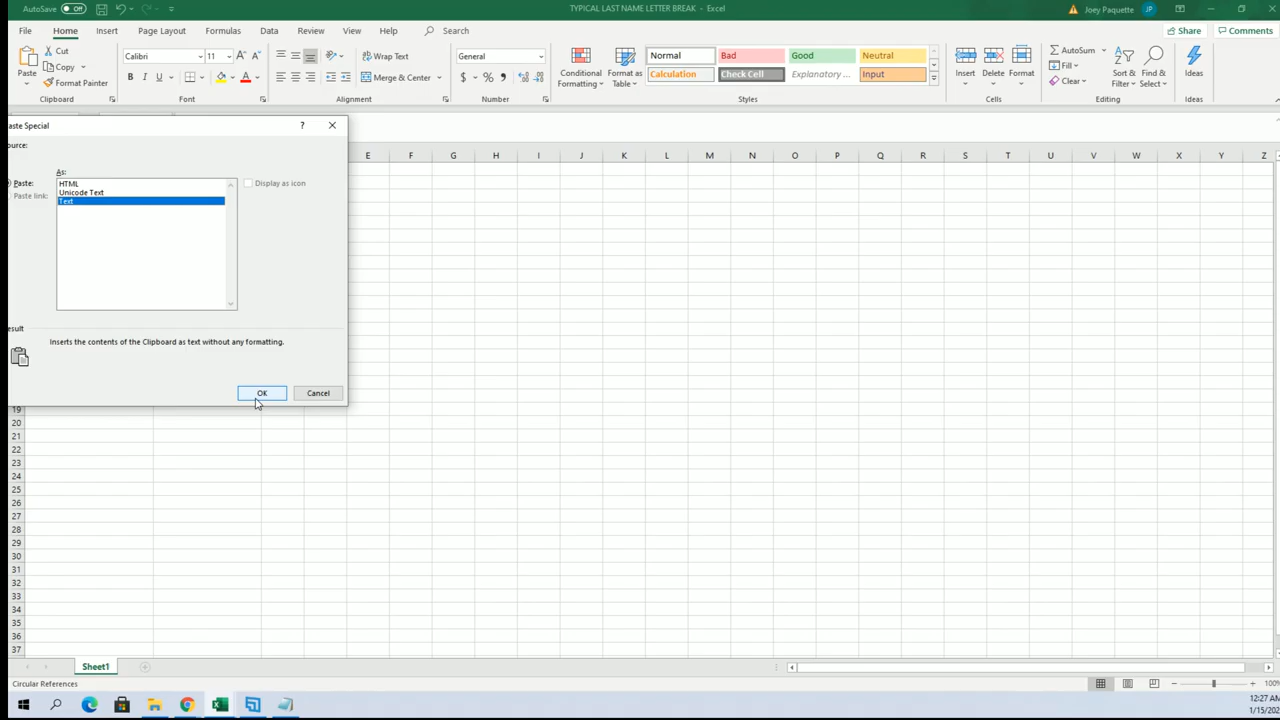 AutoSave Off TYPICAL LAST NAME LETTER BREAK - Excel Joey Paquette JP
File Home Insert Page Layout Formulas Data Review View Help Search Share Comments
Paste Cut Copy Format Painter
Calibri 11 A A B I U A
Wrap Text Merge & Center
General $ % ,
Conditional Formatting Format as Table
Normal Bad Good Neutral
Calculation Check Cell Explanary ... Input
Insert Delete Format
AutoSum Fill Clear
Sort & Filter Find & Select Ideas
Clipboard Font Alignment Number Styles Cells Editing Ideas
aste Special ?
ource:
As:
Paste:
Paste link:
HTML
Unicode Text
Text
Display as icon
esult
Inserts the contents of the Clipboard as text without any formatting.
OK Cancel
E F G H I J K L M N O P Q R S T U V W X Y Z
19
20
21
22
23
24
25
26
27
28
29
30
31
32
33
34
35
36
37
Sheet1
Circular References 100%
12:27 AM
1/15/202